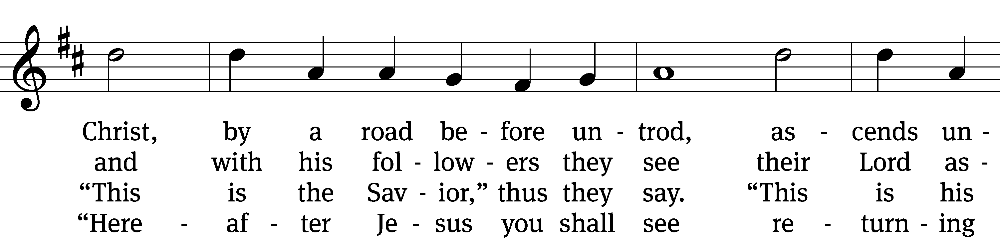 Christ, by a road be - fore un - trod, as - cends un -
and with his fol - low - ers they see their Lord as -
“This is the Sav - ior,” thus they say. “This is his
“Here - af - ter Je - sus you shall see re - turn - ing